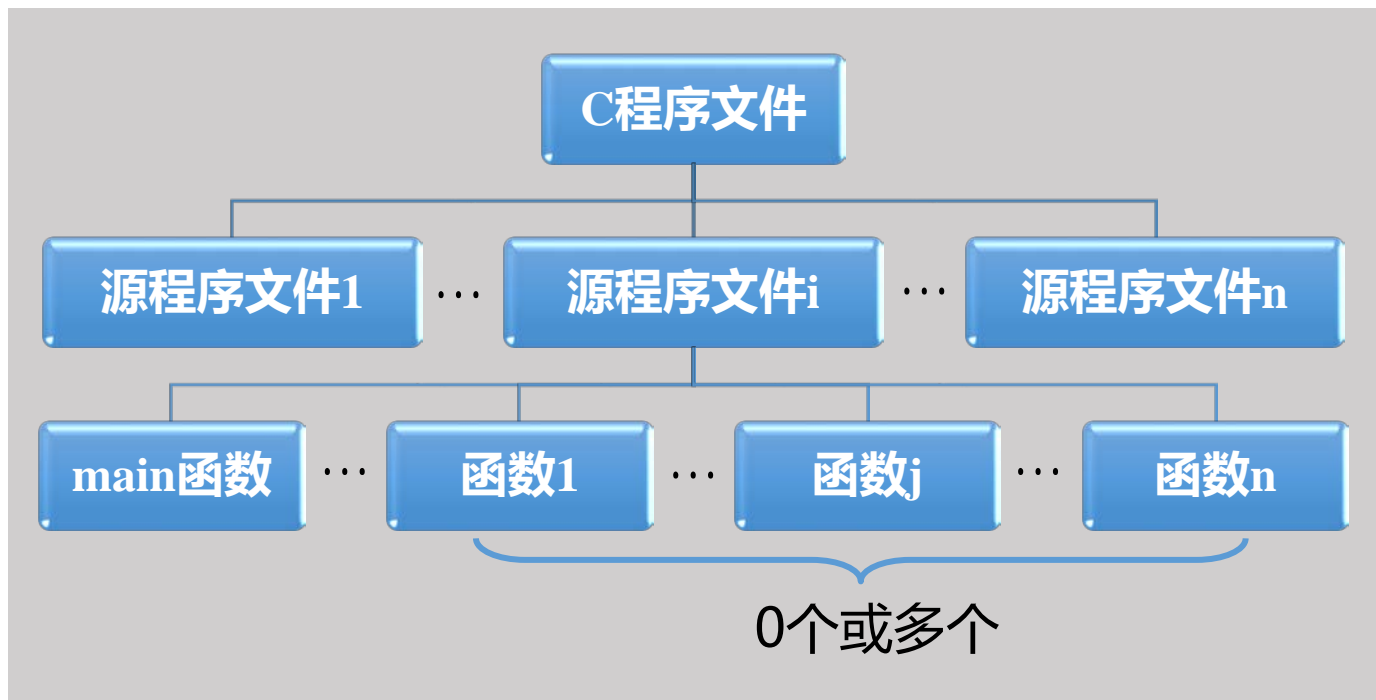 C程序文件
源程序文件1 … 源程序文件i … 源程序文件n
main函数 … 函数1 … 函数j … 函数n
0个或多个